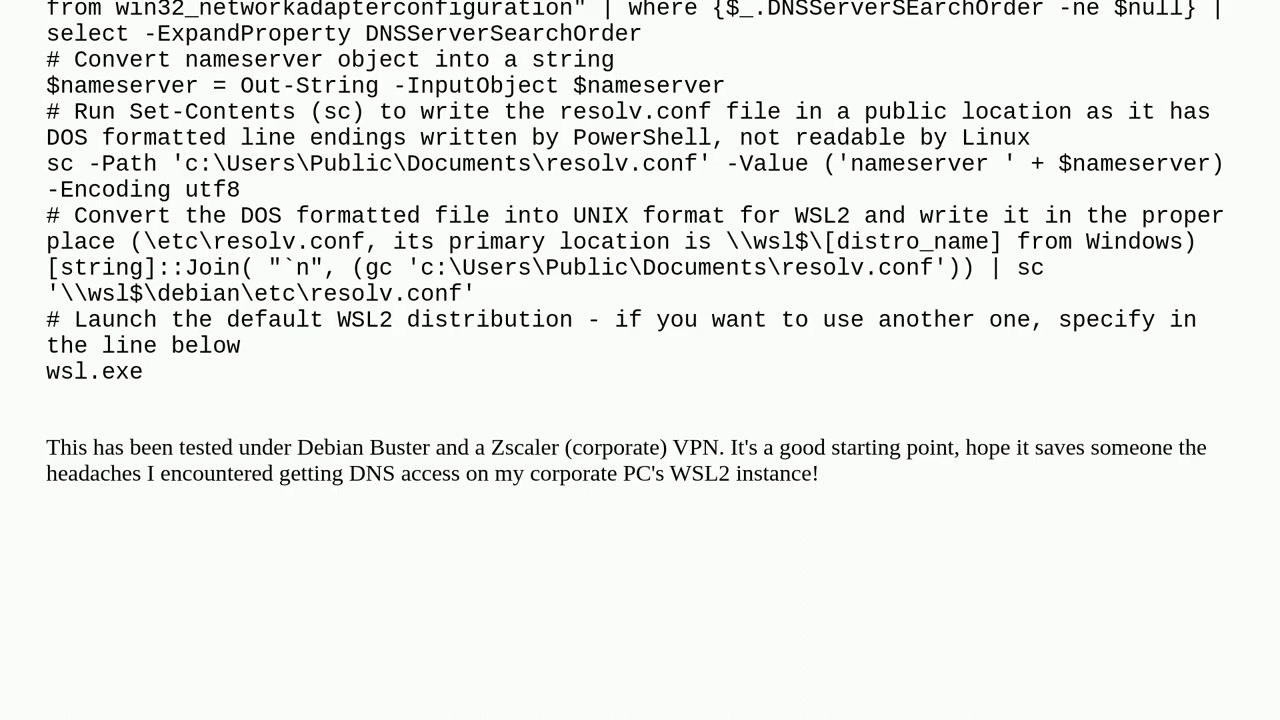 from win32_networkadapterconfiguration" | where {$_.DNSServerSEarchOrder -ne $null} |
select -ExpandProperty DNSServerSearchOrder
# Convert nameserver object into a string
$nameserver = Out-String -InputObject $nameserver
# Run Set-Contents (sc) to write the resolv.conf file in a public location as it has
DOS formatted line endings written by PowerShell, not readable by Linux
sc -Path 'c:\Users\Public\Documents\resolv.conf' -Value ('nameserver ' + $nameserver)
-Encoding utf8
# Convert the DOS formatted file into UNIX format for WSL2 and write it in the proper
place (\etc\resolv.conf, its primary location is \\wsl$\[distro_name] from Windows)
[string]::Join( "`n", (gc 'c:\Users\Public\Documents\resolv.conf')) | sc
'\\wsl$\debian\etc\resolv.conf'
# Launch the default WSL2 distribution - if you want to use another one, specify in
the line below
wsl.exe
This has been tested under Debian Buster and a Zscaler (corporate) VPN. It's a good starting point, hope it saves someone the
headaches I encountered getting DNS access on my corporate PC's WSL2 instance!